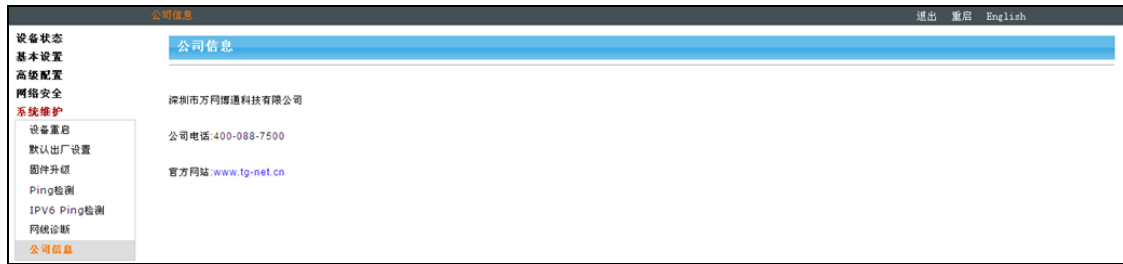 公司信息
退出 重启 English
设备状态
基本设置
高级配置
网络安全
系统维护
设备重启
默认出厂设置
固件升级
Ping检测
IPV6 Ping检测
网线诊断
公司信息
公司信息
深圳市万网博通科技有限公司
公司电话:400-088-7500
官方网站:www.tg-net.cn